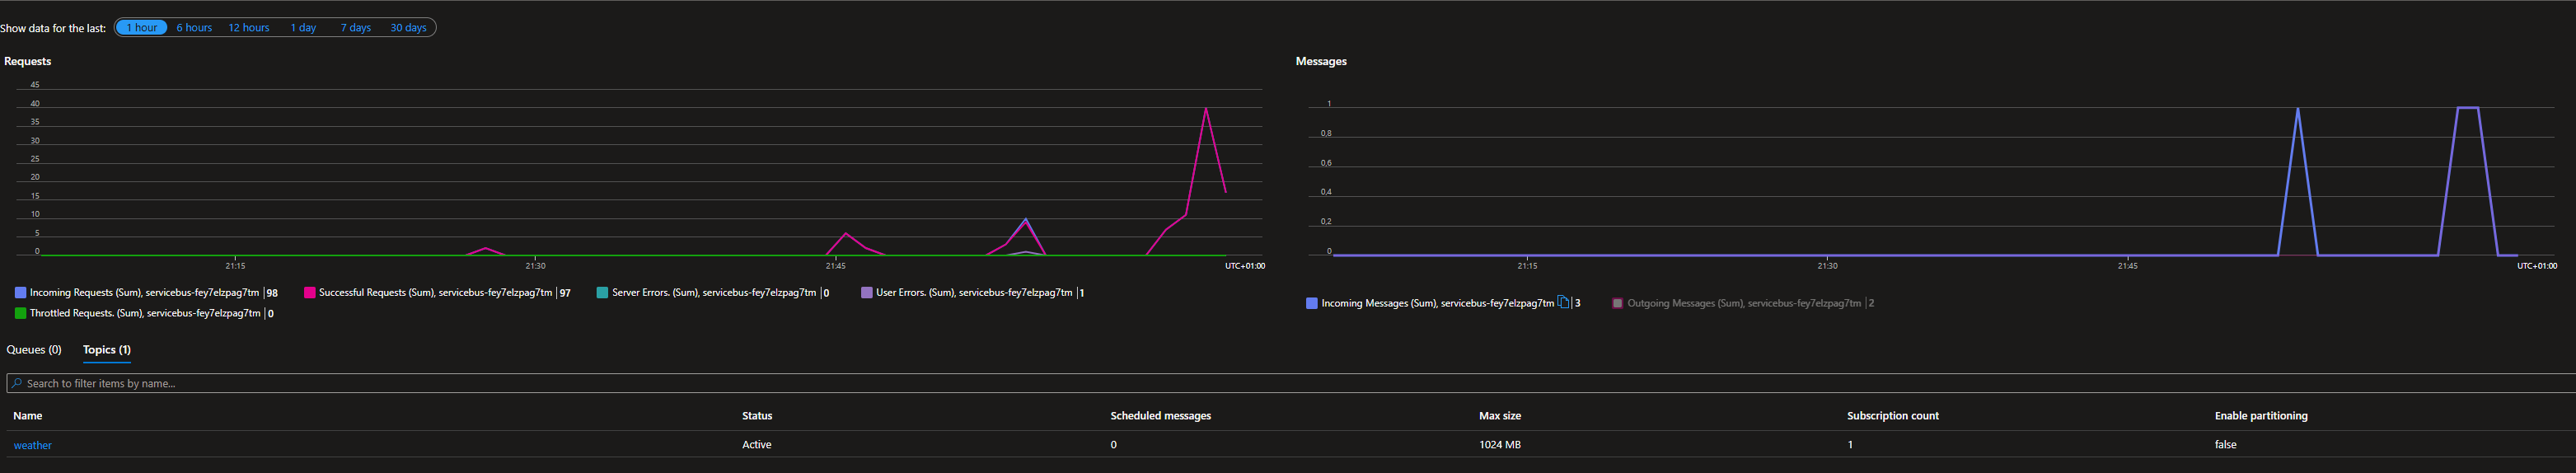 Show data for the last: 1 hour 6 hours 12 hours 1 day 7 days 30 days
Requests
45
40
35
30
25
20
15
10
5
0
21:15 21:30 21:45 UTC+01:00
Incoming Requests (Sum), servicebus-fey7elzpag7tm | 98 Successful Requests (Sum), servicebus-fey7elzpag7tm | 97 Server Errors. (Sum), servicebus-fey7elzpag7tm | 0 User Errors. (Sum), servicebus-fey7elzpag7tm | 1
Throttled Requests. (Sum), servicebus-fey7elzpag7tm | 0
Messages
1
0,8
0,6
0,4
0,2
0
21:15 21:30 21:45 UTC+01:00
Incoming Messages (Sum), servicebus-fey7elzpag7tm | 3 Outgoing Messages (Sum), servicebus-fey7elzpag7tm | 2
Queues (0) Topics (1)
Search to filter items by name...
Name Status Scheduled messages Max size Subscription count Enable partitioning
weather Active 0 1024 MB 1 false